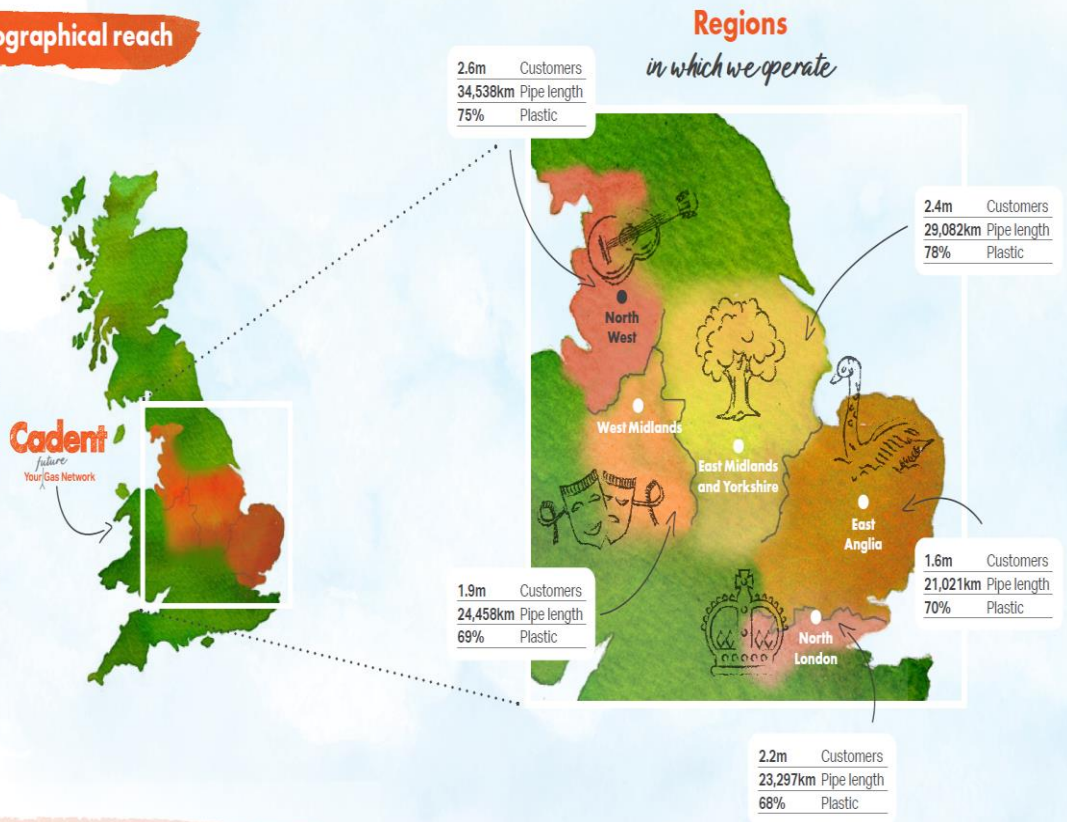 ographical reach
Regions
in which we operate
2.6m Customers
34,538km Pipe length
75% Plastic
2.4m Customers
29,082km Pipe length
78% Plastic
North
West
West Midlands
East Midlands
and Yorkshire
East
Anglia
Cadent
future
Your Gas Network
1.6m Customers
21,021km Pipe length
70% Plastic
1.9m Customers
24,458km Pipe length
69% Plastic
North
London
2.2m Customers
23,297km Pipe length
68% Plastic